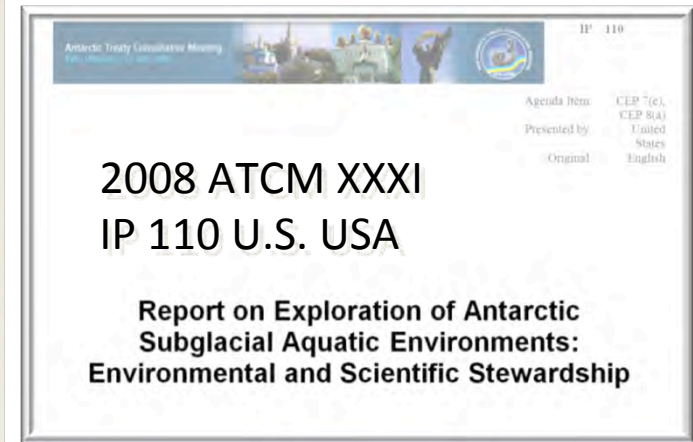 IP 110
Antarctic Treaty Consultative Meeting
Agenda Item: CEP 7(e),
CEP 8(a)
Presented by United
States
Original English
2008 ATCM XXXI
IP 110 U.S. USA
Report on Exploration of Antarctic
Subglacial Aquatic Environments:
Environmental and Scientific Stewardship